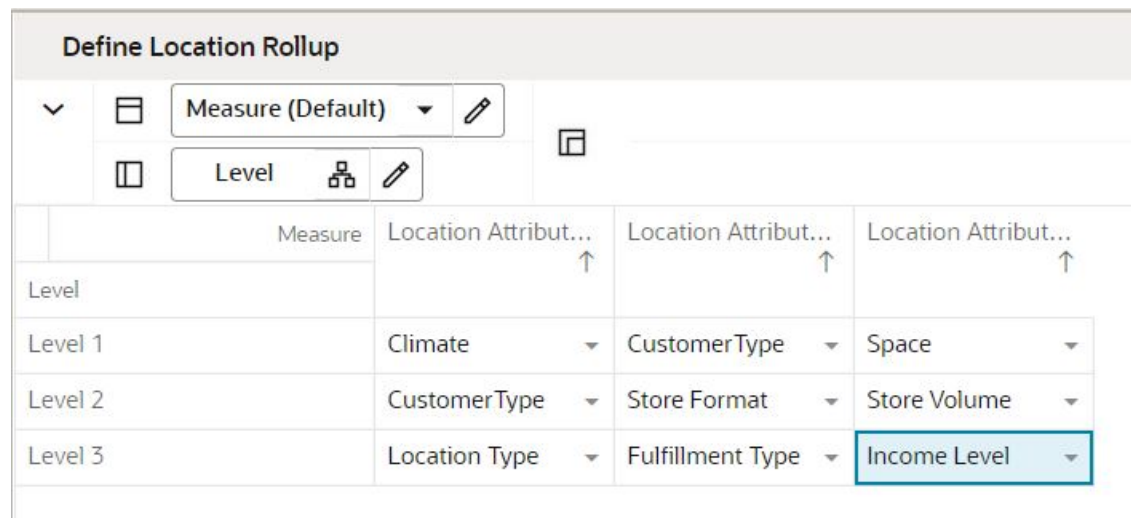 Define Location Rollup
Measure (Default)
Level
Measure Location Attribut... Location Attribut... Location Attribut...
Level
Level 1 Climate CustomerType Space
Level 2 CustomerType Store Format Store Volume
Level 3 Location Type Fulfillment Type Income Level